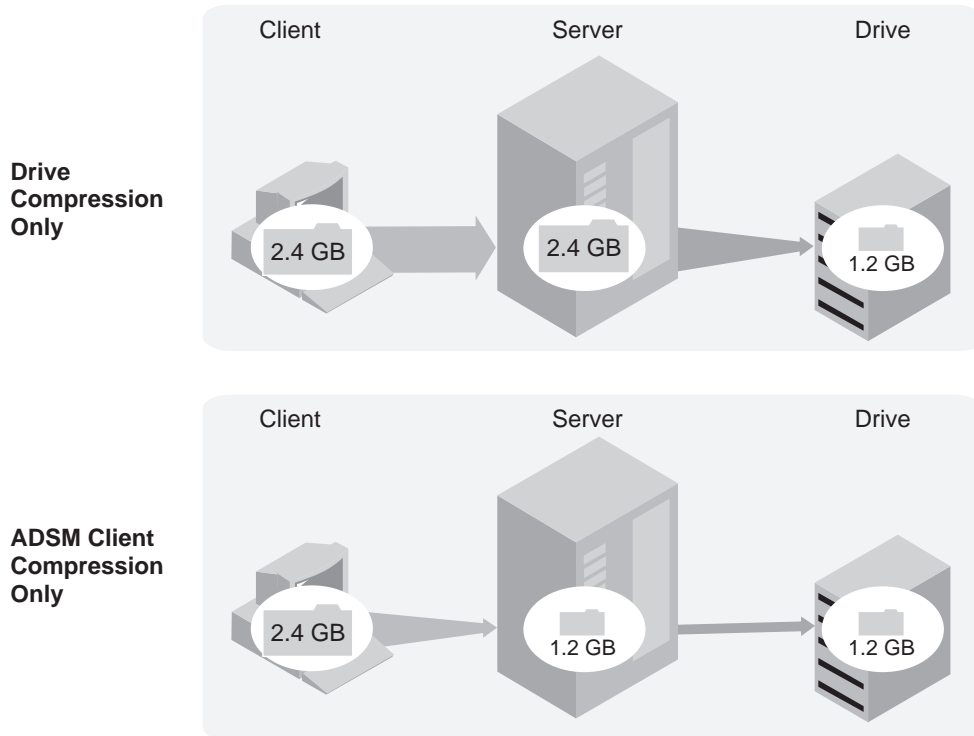 Client Server Drive
Drive
Compression
Only
2.4 GB 2.4 GB 1.2 GB
Client Server Drive
ADSM Client
Compression
Only
2.4 GB 1.2 GB 1.2 GB